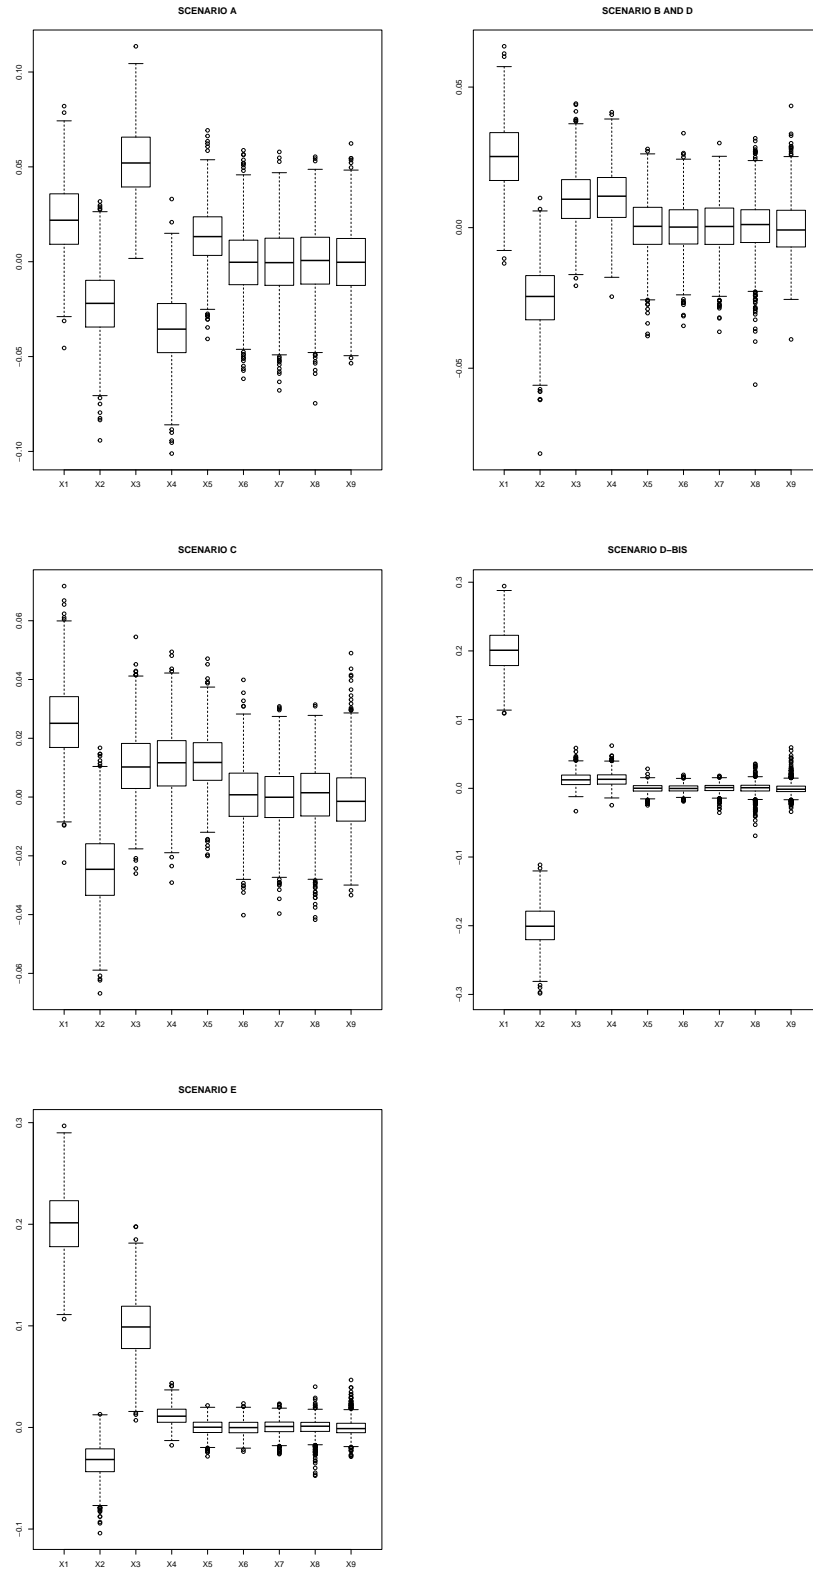 SCENARIO A
0.10
0.05
0.00
−0.05
−0.10
X1 X2 X3 X4 X5 X6 X7 X8 X9
SCENARIO B AND D
0.05
0.00
−0.05
X1 X2 X3 X4 X5 X6 X7 X8 X9
SCENARIO C
0.06
0.04
0.02
0.00
−0.02
−0.04
−0.06
X1 X2 X3 X4 X5 X6 X7 X8 X9
SCENARIO D−BIS
0.3
0.2
0.1
0.0
−0.1
−0.2
−0.3
X1 X2 X3 X4 X5 X6 X7 X8 X9
SCENARIO E
0.3
0.2
0.1
0.0
−0.1
X1 X2 X3 X4 X5 X6 X7 X8 X9